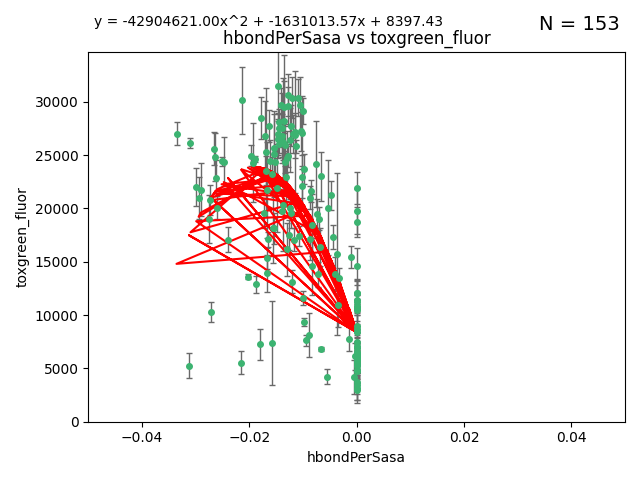 y = -42904621.00x^2 + -1631013.57x + 8397.43
N = 153
hbondPerSasa vs toxgreen_fluor
30000
25000
20000
15000
10000
5000
0
toxgreen_fluor
-0.04
-0.02
0.00
0.02
0.04
hbondPerSasa